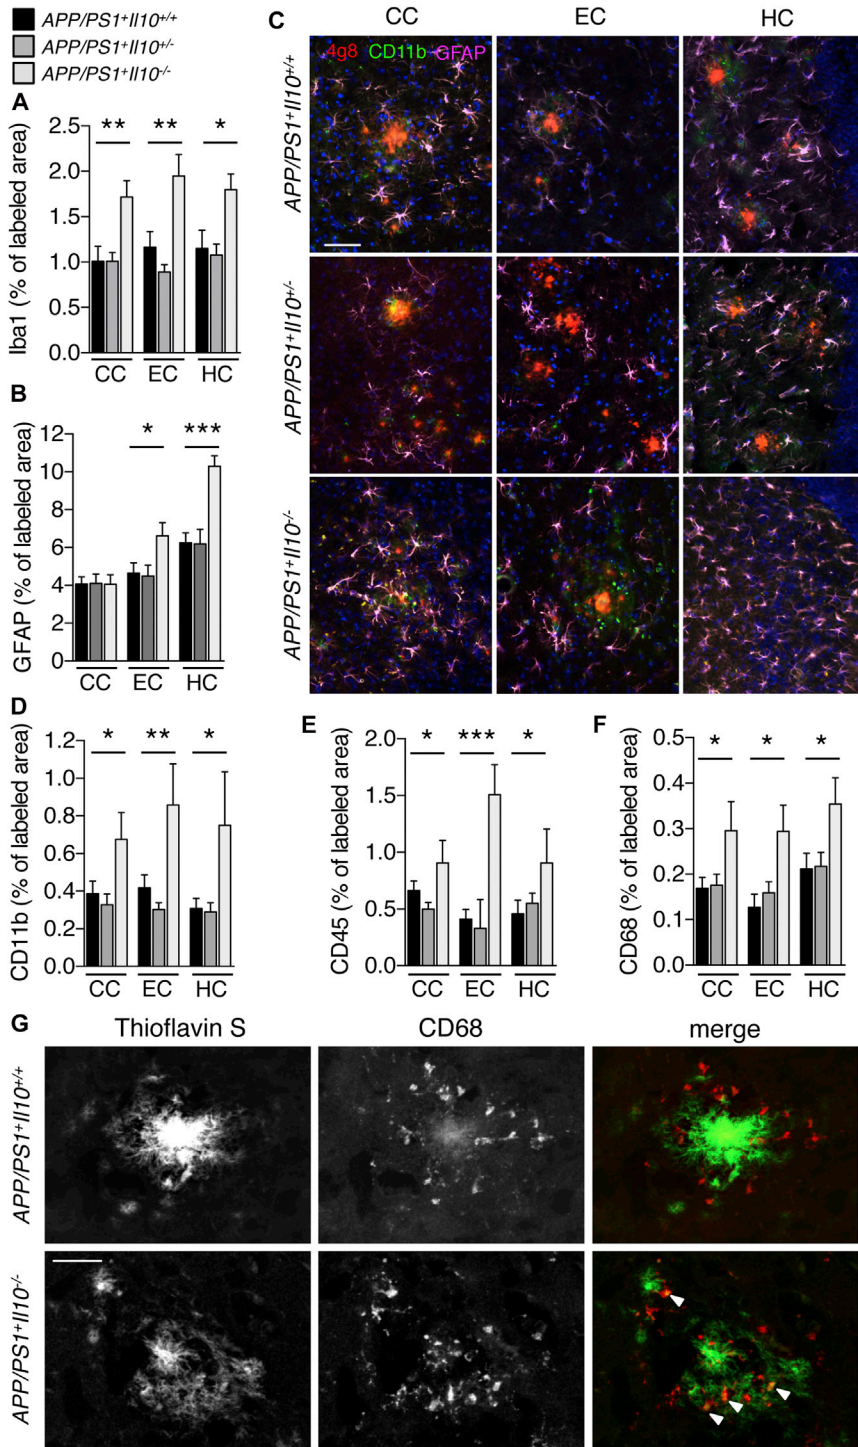 APP/PS1+Il10+/+
APP/PS1+Il10+/-
APP/PS1+Il10-/-
A
Iba1 (% of labeled area)
2.5
2.0
1.5
1.0
0.5
0.0
** ** *
CC EC HC
B
GFAP (% of labeled area)
12
10
8
6
4
2
0
* ***
CC EC HC
C
CC EC HC
4g8 CD11b GFAP
APP/PS1+Il10+/+
APP/PS1+Il10+/-
APP/PS1+Il10-/-
D
CD11b (% of labeled area)
1.2
1.0
0.8
0.6
0.4
0.2
0.0
* ** *
CC EC HC
E
CD45 (% of labeled area)
2.0
1.5
1.0
0.5
0.0
* *** *
CC EC HC
F
CD68 (% of labeled area)
0.5
0.4
0.3
0.2
0.1
0.0
* * *
CC EC HC
G
Thioflavin S CD68 merge
APP/PS1+Il10+/+
APP/PS1+Il10-/-